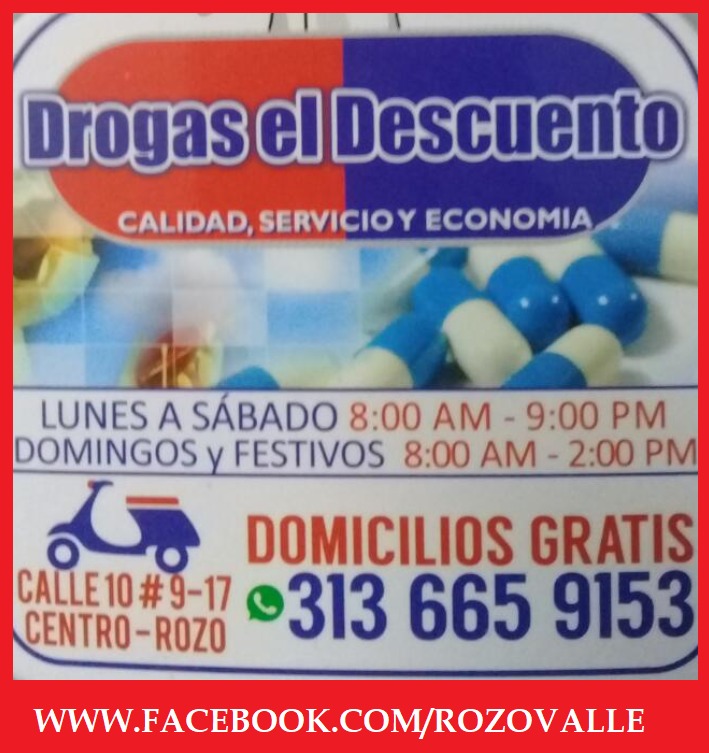 Drogas el Descuento
CALIDAD, SERVICIO Y ECONOMIA
LUNES A SÁBADO 8:00 AM - 9:00 PM
DOMINGOS y FESTIVOS 8:00 AM - 2:00 PM
DOMICILIOS GRATIS
CALLE 10 # 9-17
CENTRO - ROZO
313 665 9153
WWW.FACEBOOK.COM/ROZOVALLE